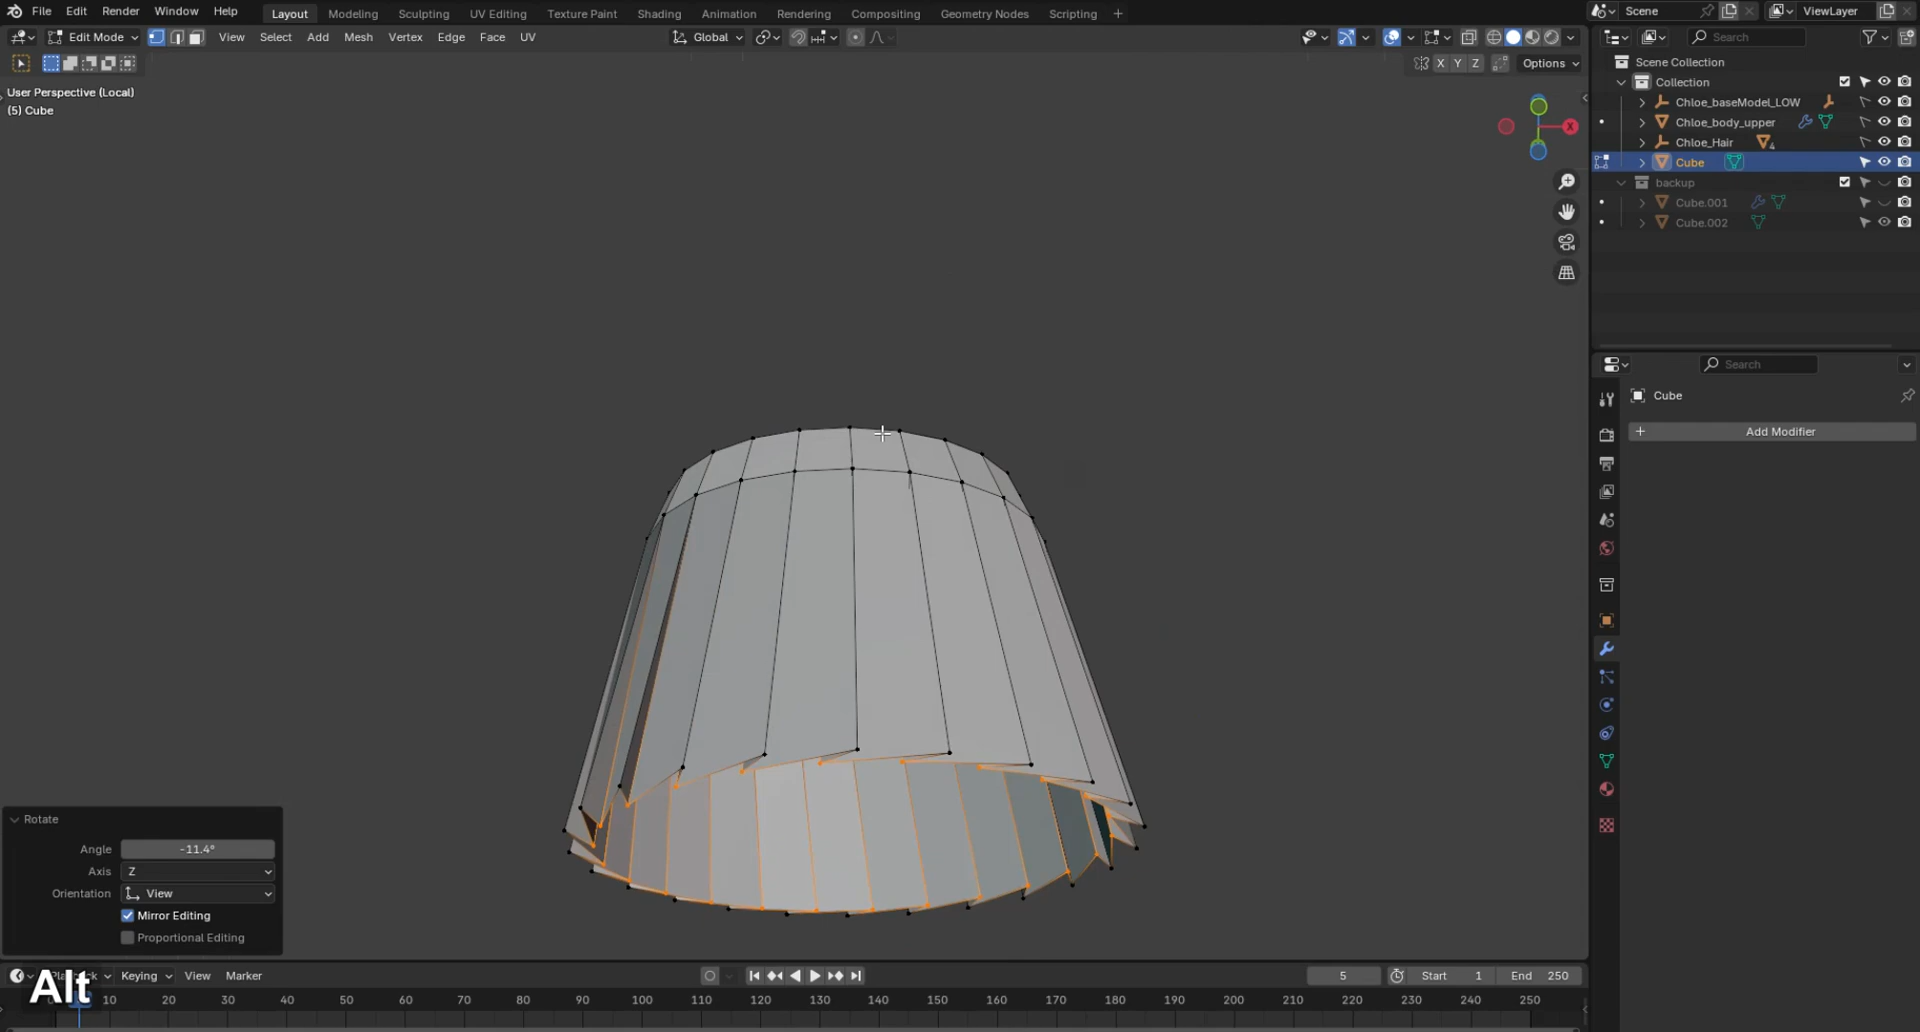 File Edit Render Window Help
Layout Modeling Sculpting UV Editing Texture Paint Shading Animation Rendering Compositing Geometry Nodes Scripting +
Scene
ViewLayer
Edit Mode View Select Add Mesh Vertex Edge Face UV
Global
Search
X Y Z Options
User Perspective (Local)
(5) Cube
X
Scene Collection
Collection
Chloe_baseModel_LOW
Chloe_body_upper
Chloe_Hair 4
Cube
backup
Cube.001
Cube.002
Search
Cube
+ Add Modifier
Rotate
Angle -11.4°
Axis Z
Orientation View
Mirror Editing
Proportional Editing
Keying View Marker
5 Start 1 End 250
Alt
10 20 30 40 50 60 70 80 90 100 110 120 130 140 150 160 170 180 190 200 210 220 230 240 250